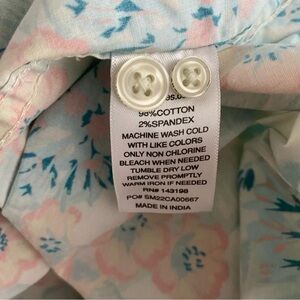 98%COTTON
2%SPANDEX
MACHINE WASH COLD
WITH LIKE COLORS
ONLY NON CHLORINE
BLEACH WHEN NEEDED
TUMBLE DRY LOW
REMOVE PROMPTLY
WARM IRON IF NEEDED
RN# 143198
PO# SM22CA00667
MADE IN INDIA